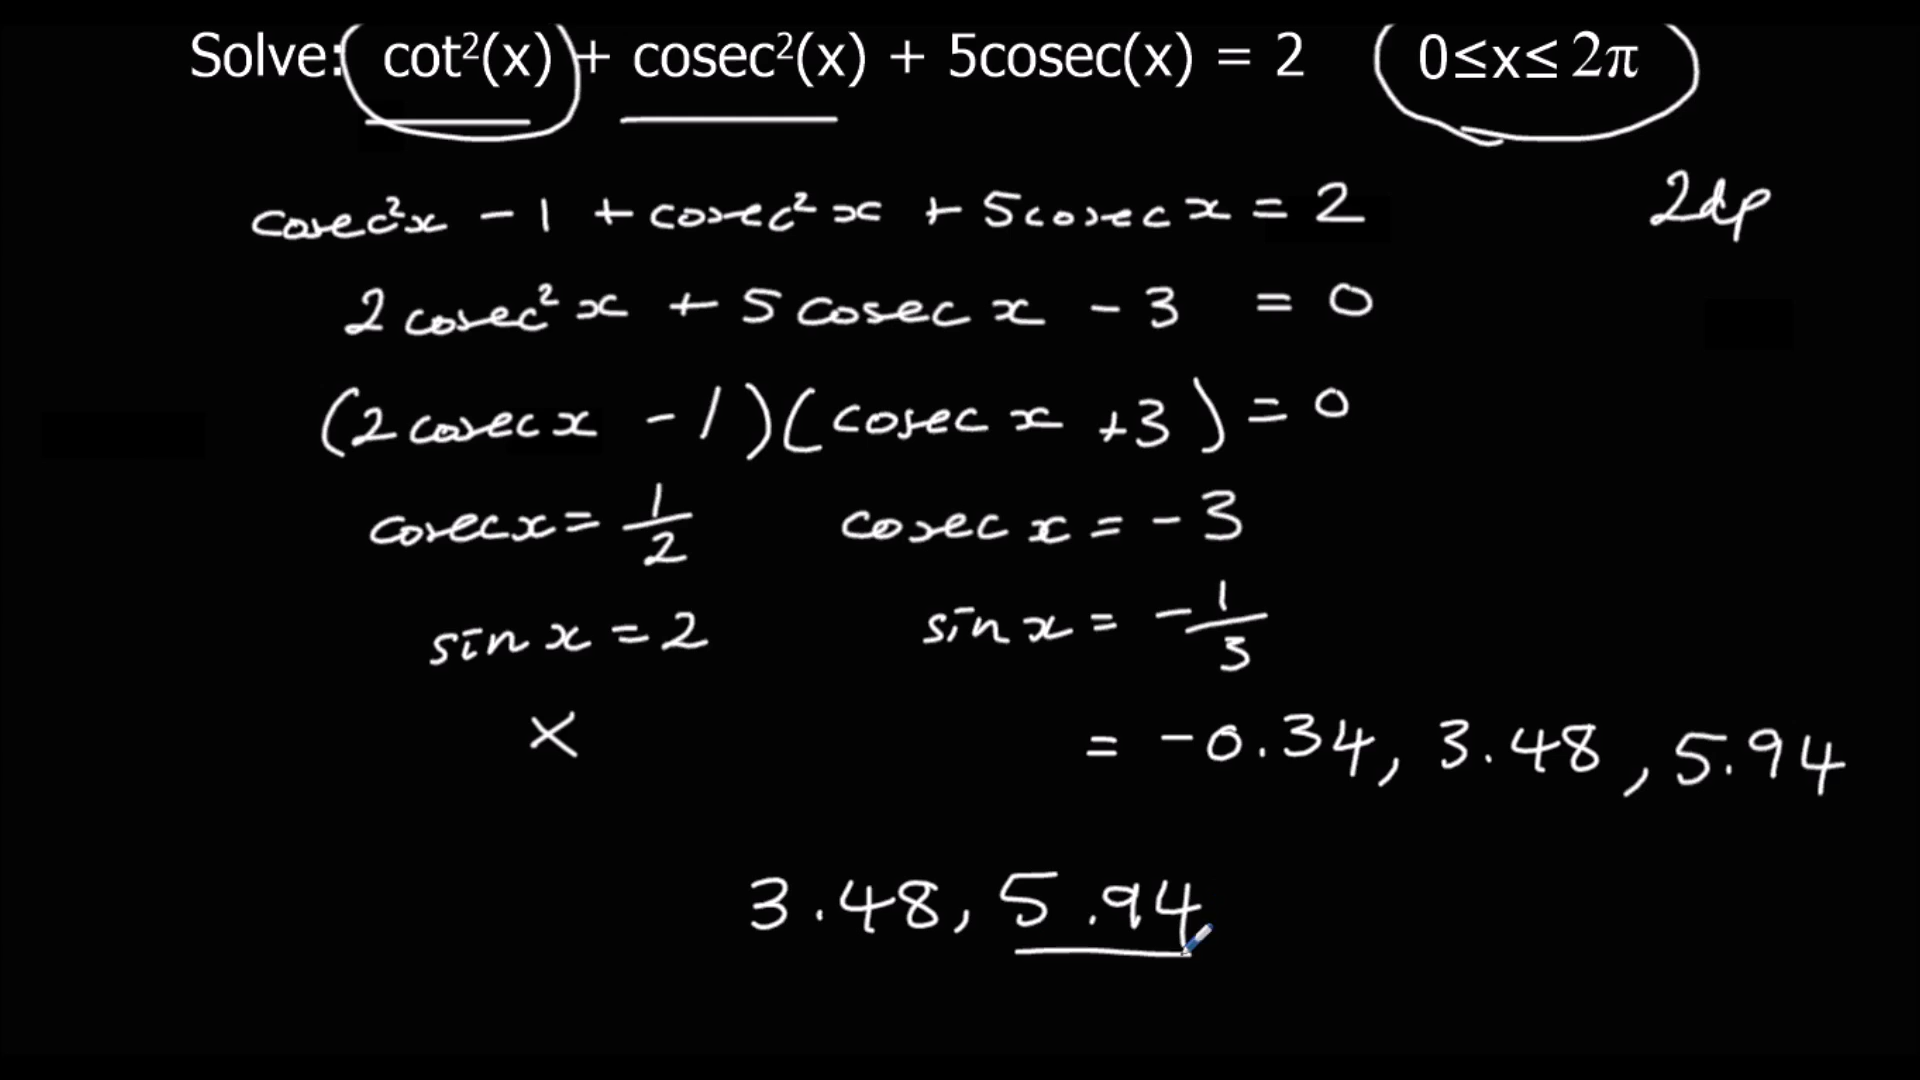 Solve: cot²(x) + cosec²(x) + 5cosec(x) = 2 0≤x≤ 2π
cosec²x - 1 + cosec²x + 5cosec x = 2 2dp
2cosec²x + 5cosec x - 3 = 0
(2cosec x - 1)(cosec x +3) = 0
cosec x = 1/2 cosec x = -3
sin x = 2 sin x = -1/3
× = -0.34, 3.48, 5.94
3.48, 5.94